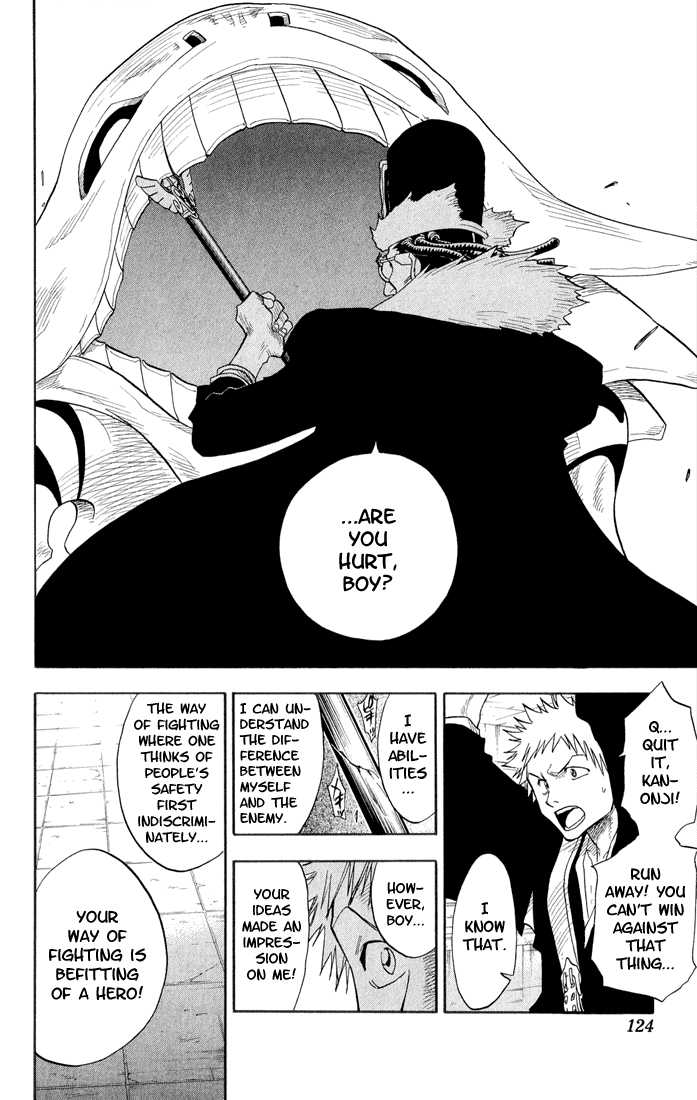 ...ARE
YOU
HURT,
BOY?
Q...
QUIT
IT,
KAN-
ONJI!
RUN
AWAY! YOU
CAN'T WIN
AGAINST
THAT
THING...
I
KNOW
THAT.
I
HAVE
ABIL-
ITIES
...
I CAN UN-
DERSTAND
THE DIF-
FERENCE
BETWEEN
MYSELF
AND THE
ENEMY.
HOW-
EVER,
BOY...
YOUR
IDEAS
MADE AN
IMPRES-
SION
ON ME!
THE WAY
OF FIGHTING
WHERE ONE
THINKS OF
PEOPLE'S
SAFETY
FIRST
INDISCRIMI-
NATELY...
YOUR
WAY OF
FIGHTING IS
BEFITTING
OF A HERO!
124